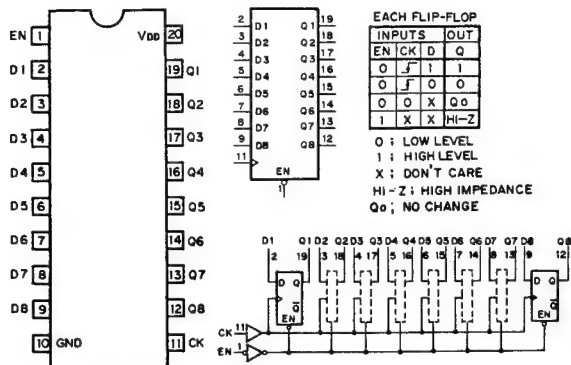 EN 1
VDD 20
D1 2
19 Q1
D2 3
18 Q2
D3 4
17 Q3
D4 5
16 Q4
D5 6
15 Q5
D6 7
14 Q6
D7 8
13 Q7
D8 9
12 Q8
10 GND
11 CK
2 D1 Q1 19
3 D2 Q2 18
4 D3 Q3 17
5 D4 Q4 16
6 D5 Q5 15
7 D6 Q6 14
8 D7 Q7 13
9 D8 Q8 12
11
EN
1
EACH FLIP-FLOP
INPUTS OUT
EN CK D Q
0 1 1
0 0 0
0 0 X Qo
1 X X HI-Z
0 ; LOW LEVEL
1 ; HIGH LEVEL
X ; DON'T CARE
HI-Z ; HIGH IMPEDANCE
Qo ; NO CHANGE
D1 Q1 D2 Q2 D3 Q3 D4 Q4 D5 Q5 D6 Q6 D7 Q7 D8 Q8
2 19 3 18 4 17 5 16 6 15 7 14 8 13 9 12
D Q
Q
EN
D Q
Q
EN
CK 11
EN 1